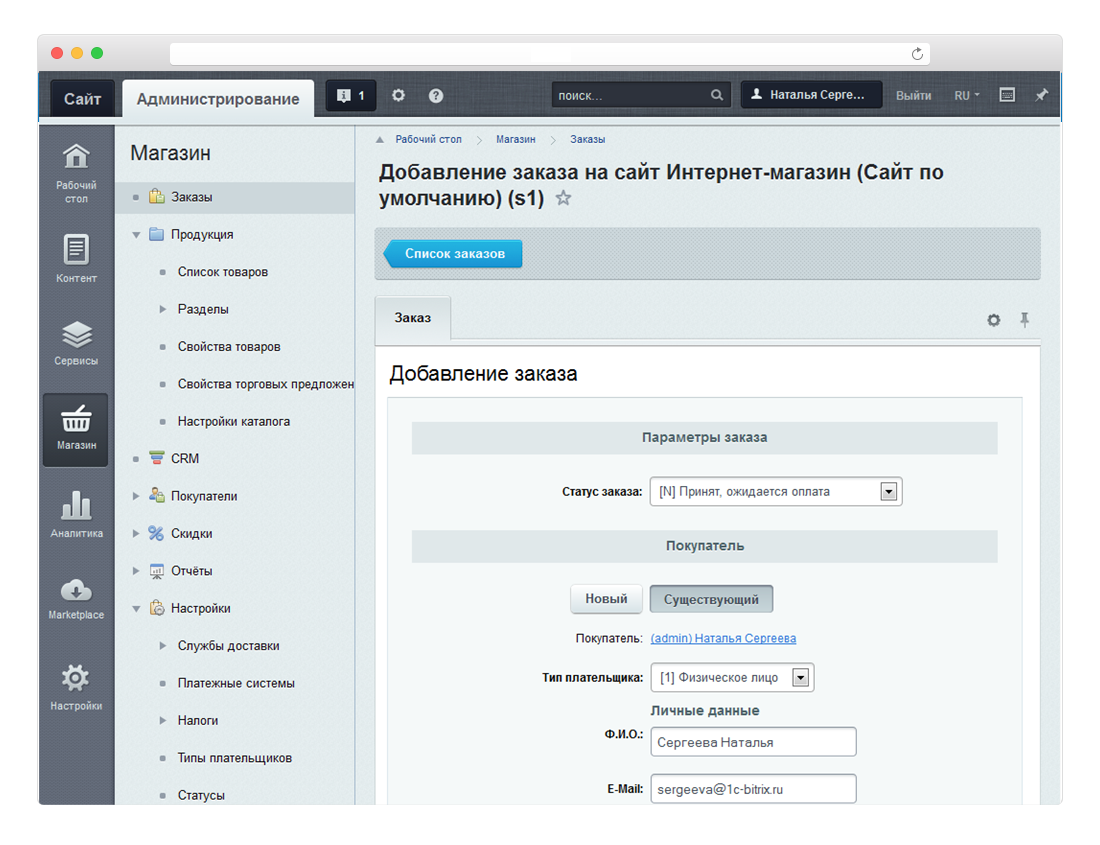 Сайт
Администрирование
1
поиск...
Наталья Серге...
Выйти
RU
Рабочий стол
Контент
Сервисы
Магазин
Аналитика
Marketplace
Настройки
Магазин
Заказы
Продукция
Список товаров
Разделы
Свойства товаров
Свойства торговых предложен
Настройки каталога
CRM
Покупатели
Скидки
Отчёты
Настройки
Службы доставки
Платежные системы
Налоги
Типы плательщиков
Статусы
Рабочий стол Магазин Заказы
Добавление заказа на сайт Интернет-магазин (Сайт по
умолчанию) (s1)
Список заказов
Заказ
Добавление заказа
Параметры заказа
Статус заказа: [N] Принят, ожидается оплата
Покупатель
Новый Существующий
Покупатель: (admin) Наталья Сергеева
Тип плательщика: [1] Физическое лицо
Личные данные
Ф.И.О.: Сергеева Наталья
E-Mail: sergeeva@1c-bitrix.ru